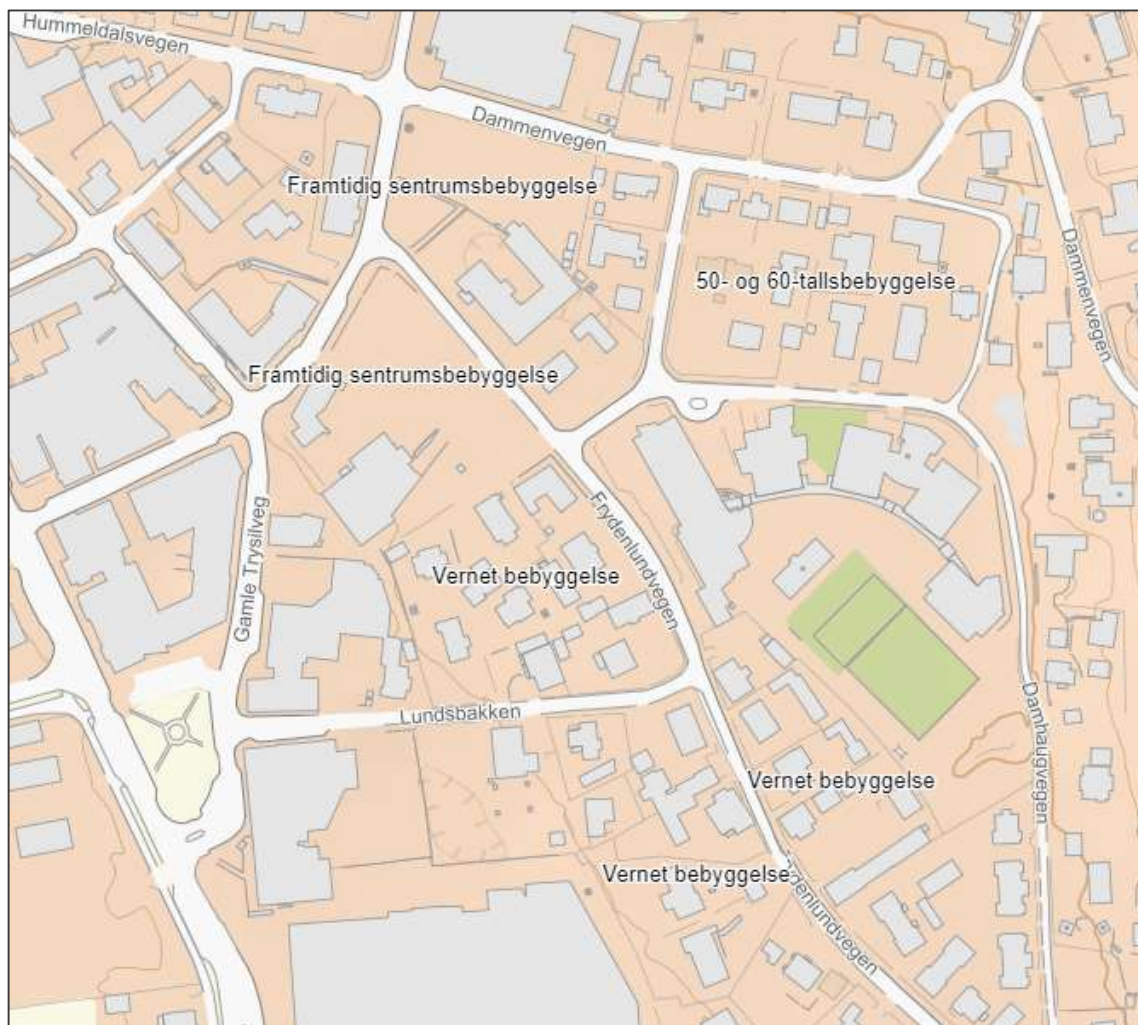 Hummeldalsvegen
Dammenvegen
Framtidig sentrumsbebyggelse
50- og 60-tallsbebyggelse
Dammenvegen
Framtidig sentrumsbebyggelse
Gamle Trysilveg
Frydenlundvegen
Vernet bebyggelse
Lundsbakken
Damhaugvegen
Vernet bebyggelse
Vernet bebyggelse
ydenlundvegen